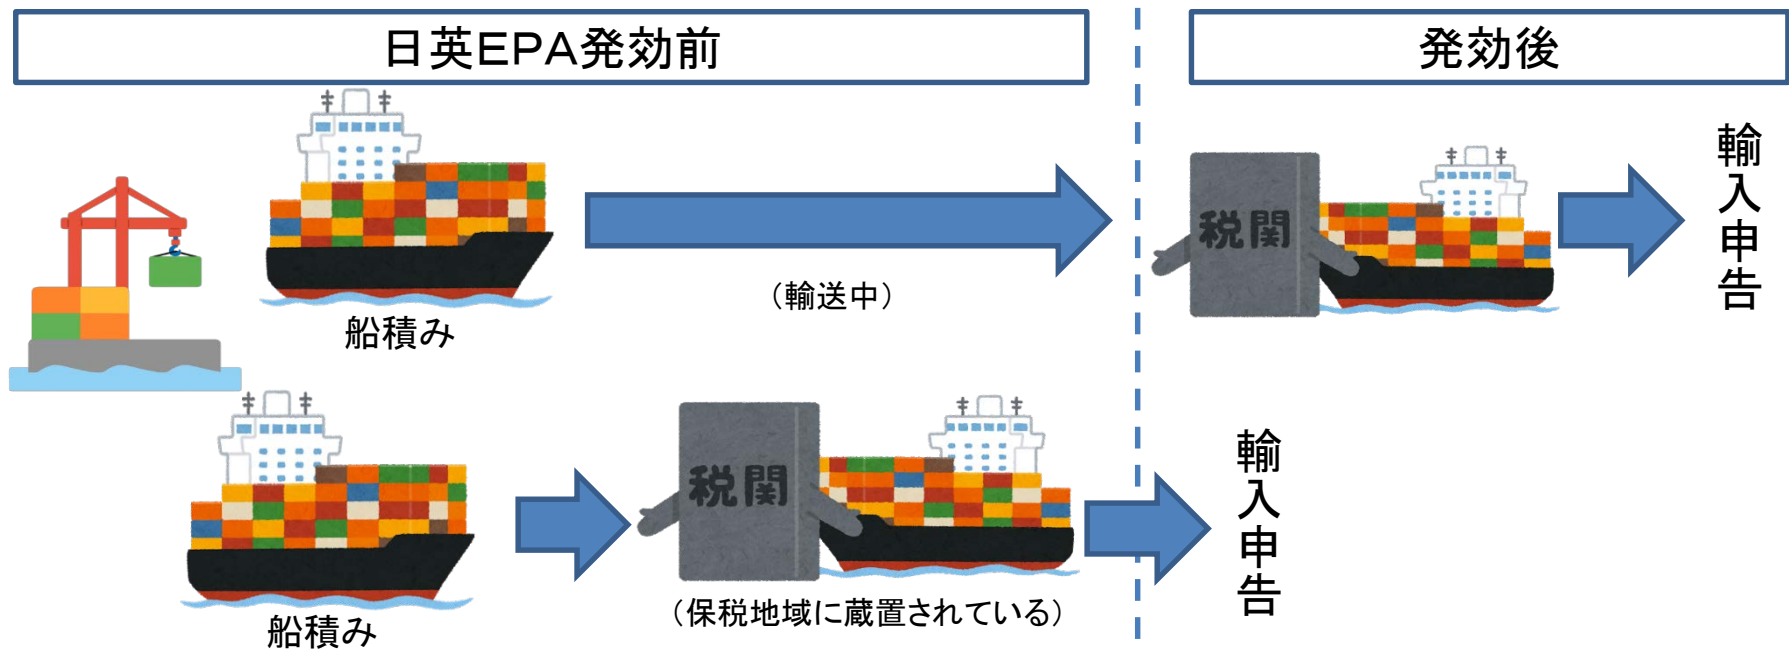 日英EPA発効前
発効後
船積み
（輸送中）
税関
輸入申告
船積み
税関
（保税地域に蔵置されている）
輸入申告